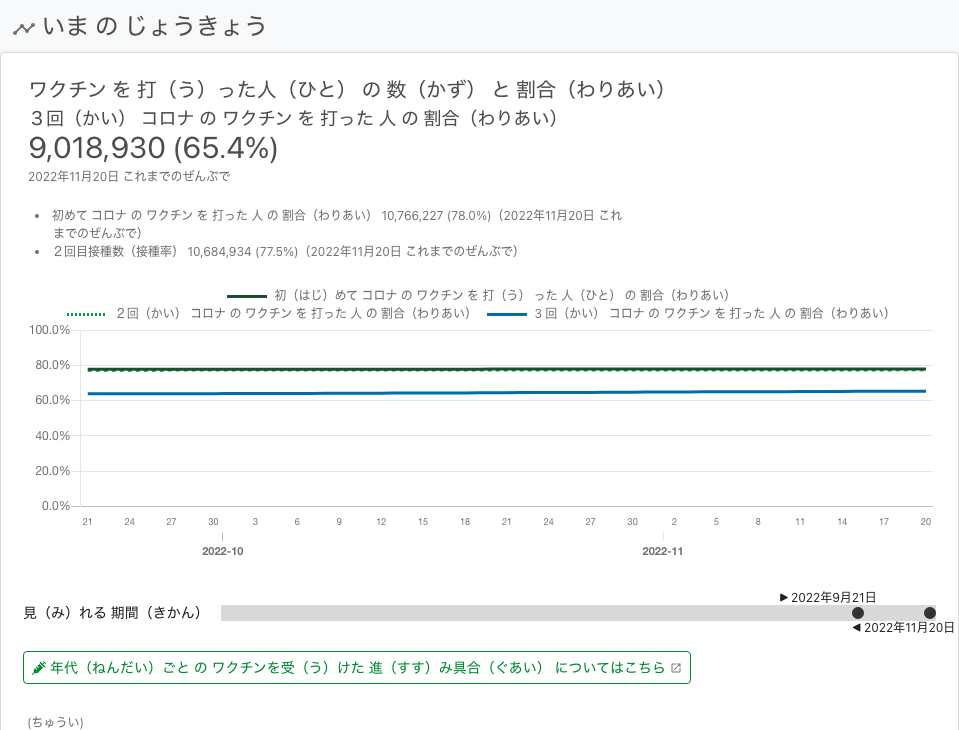 いま の じょうきょう
ワクチン を 打（う）った人（ひと） の 数（かず） と 割合（わりあい）
３回（かい） コロナ の ワクチン を 打った 人 の 割合（わりあい）
9,018,930 (65.4%)
2022年11月20日 これまでのぜんぶで
• 初めて コロナ の ワクチン を 打った 人 の 割合（わりあい） 10,766,227 (78.0%)（2022年11月20日 これ
までのぜんぶで）
• ２回目接種数（接種率） 10,684,934 (77.5%)（2022年11月20日 これまでのぜんぶで）
初（はじ）めて コロナ の ワクチン を 打（う） った 人（ひと） の 割合（わりあい）
２回（かい） コロナ の ワクチン を 打った 人 の 割合（わりあい） ３回（かい） コロナ の ワクチン を 打った 人 の 割合（わりあい）
100.0%
80.0%
60.0%
40.0%
20.0%
0.0%
21 24 27 30 3 6 9 12 15 18 21 24 27 30 2 5 8 11 14 17 20
2022-10 2022-11
▶ 2022年9月21日
見（み）れる 期間（きかん）
◀ 2022年11月20日
年代（ねんだい）ごと の ワクチンを受（う）けた 進（すす）み具合（ぐあい） についてはこちら
(ちゅうい)